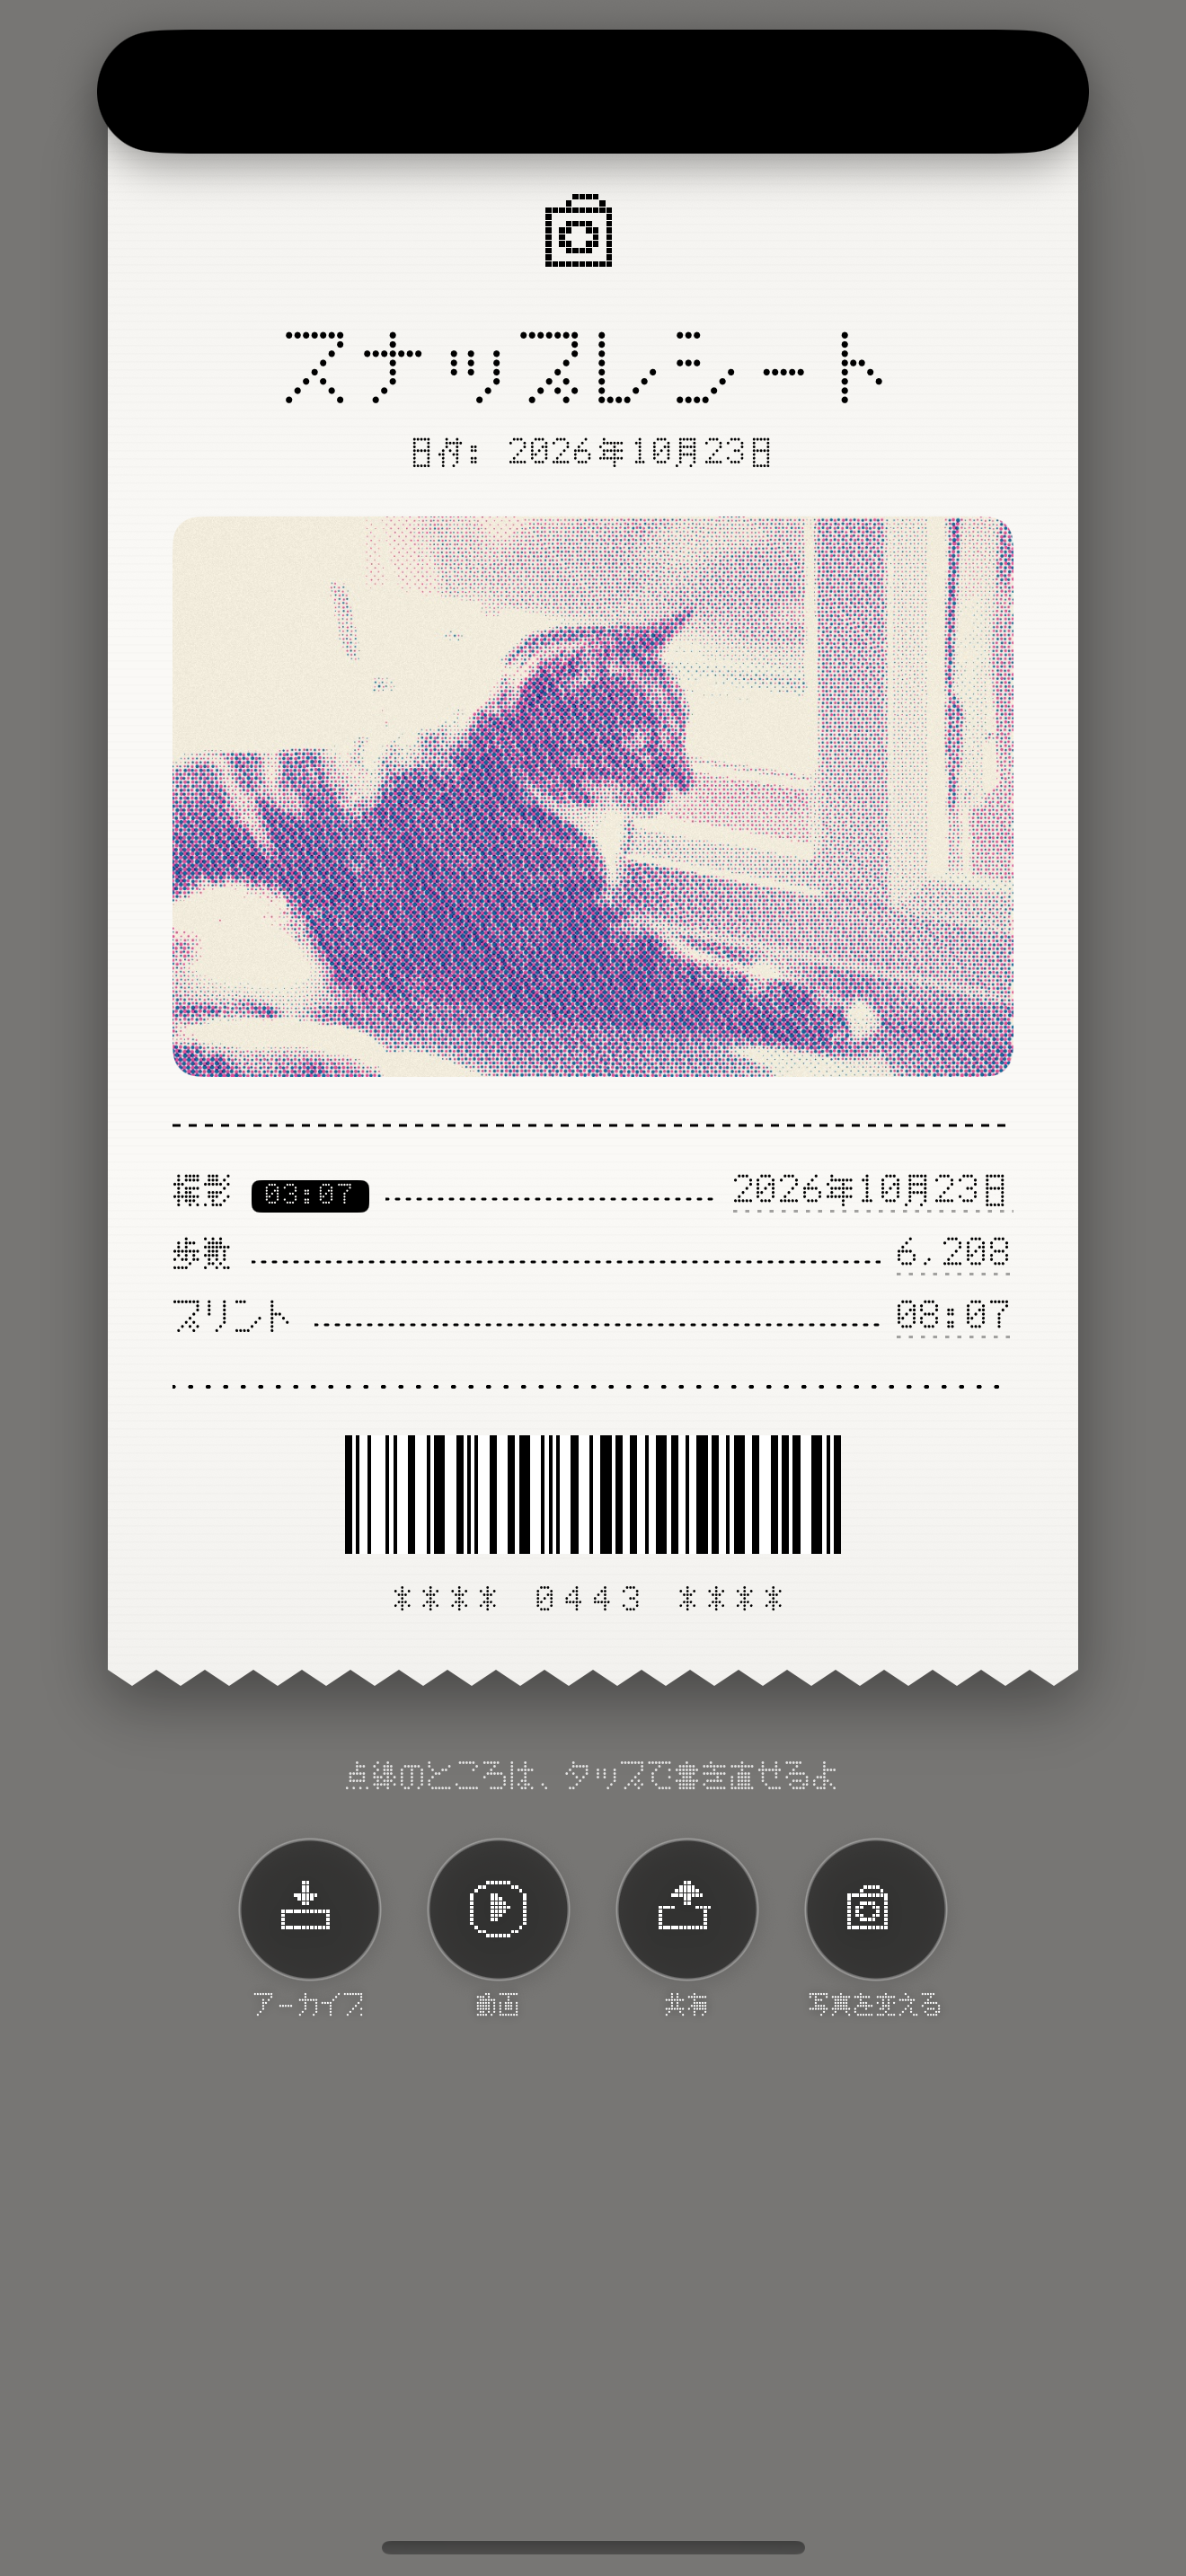 スナップレシート
日付: 2026年10月23日
撮影 03:07 2026年10月23日
歩数 6,208
プリント 08:07
**** 0443 ****
点線のところは、タップで書き直せるよ
アーカイブ 動画 共有 写真を変える